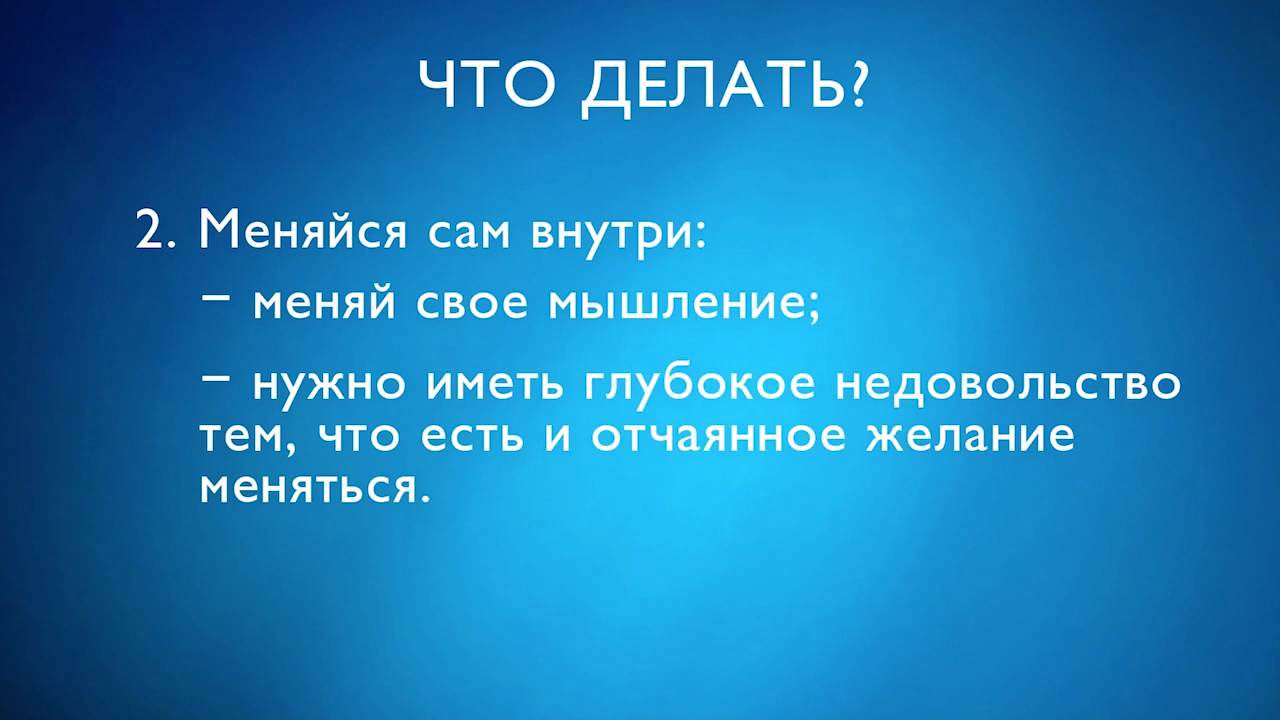 ЧТО ДЕЛАТЬ?
2. Меняйся сам внутри:
– меняй свое мышление;
– нужно иметь глубокое недовольство
тем, что есть и отчаянное желание
меняться.